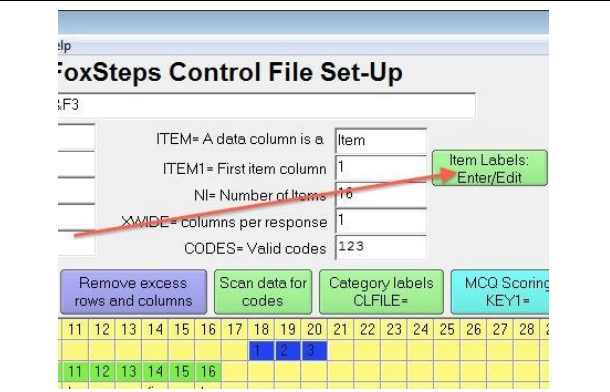 elp
FoxSteps Control File Set-Up
&F3
ITEM= A data column is a Item
ITEM1= First item column 1
NI= Number of Items 16
XWIDE= columns per response 1
CODES= Valid codes 123
Item Labels:
Enter/Edit
Remove excess
rows and columns
Scan data for
codes
Category labels
CLFILE=
MCQ Scoring
KEY1=
11 12 13 14 15 16 17 18 19 20 21 22 23 24 25 26 27 28
1 2 3
11 12 13 14 15 16